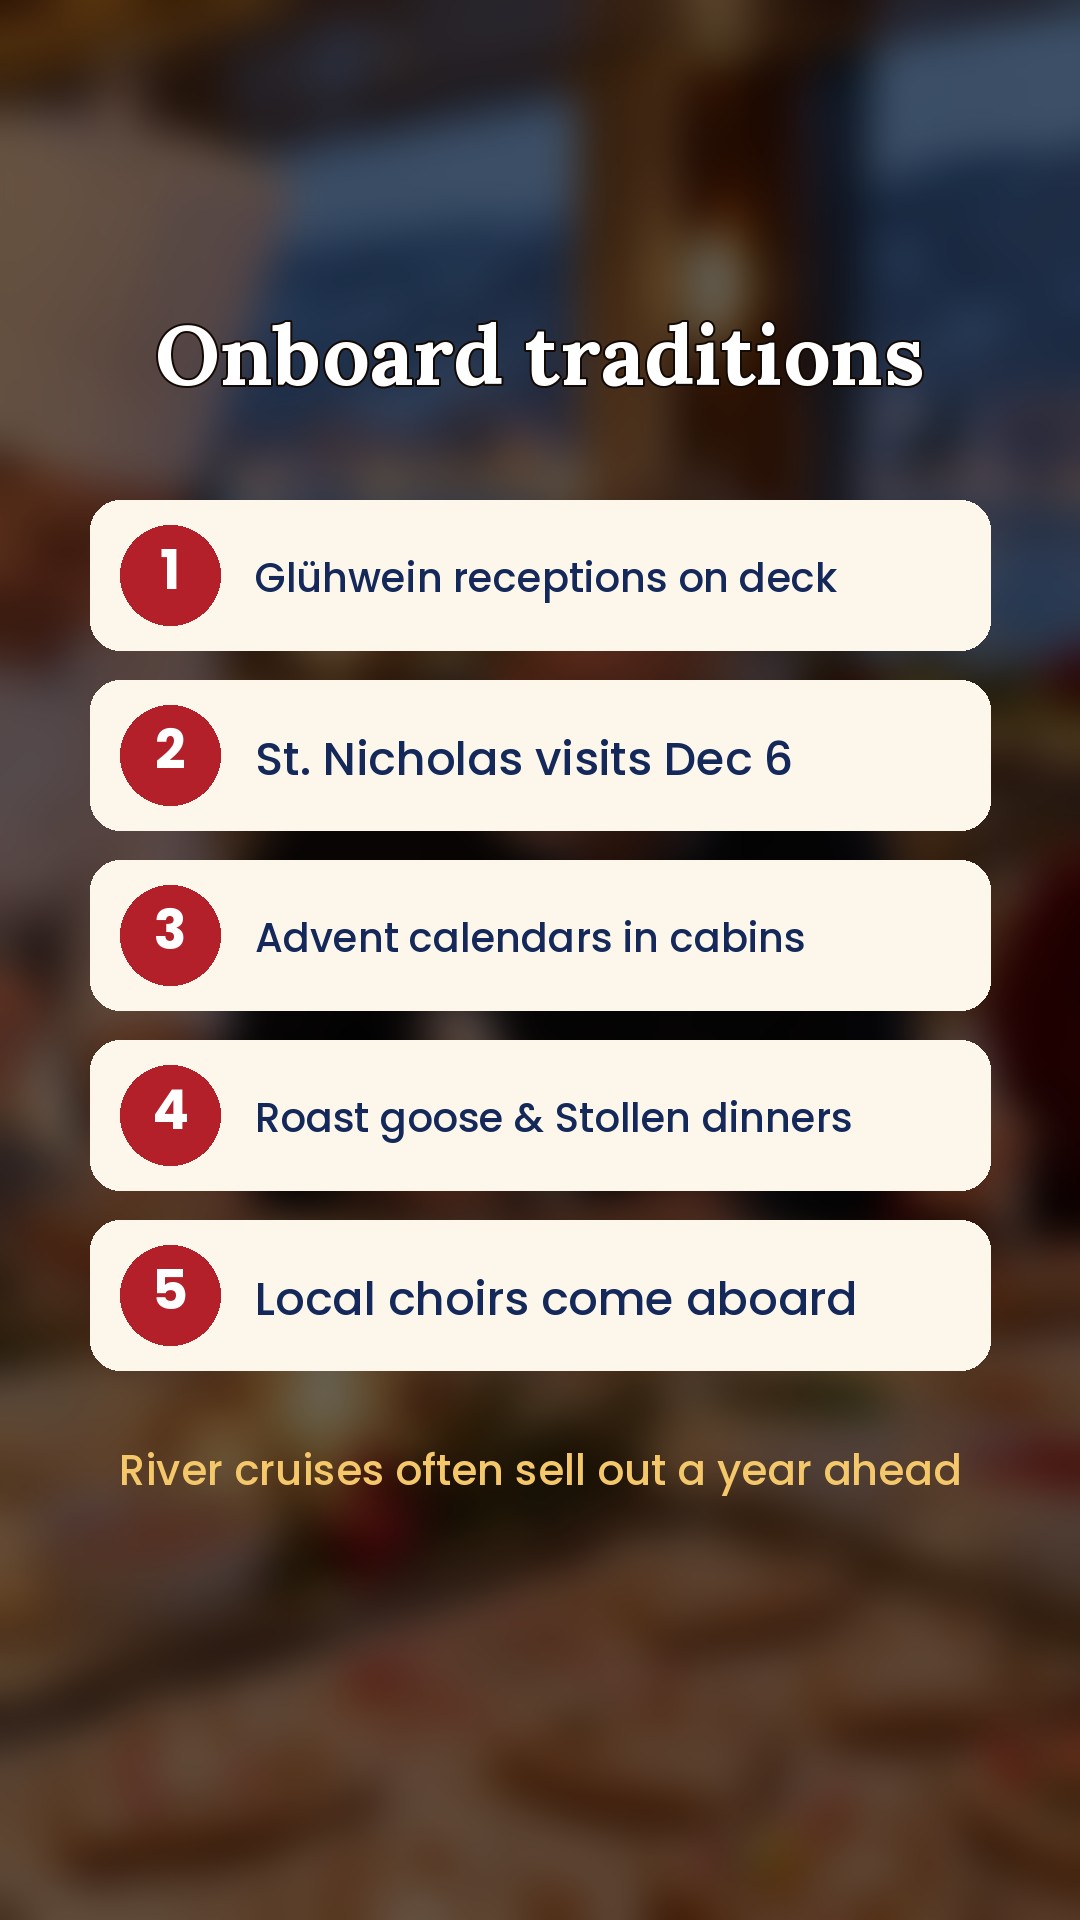 Onboard traditions
1 Glühwein receptions on deck
2 St. Nicholas visits Dec 6
3 Advent calendars in cabins
4 Roast goose & Stollen dinners
5 Local choirs come aboard
River cruises often sell out a year ahead